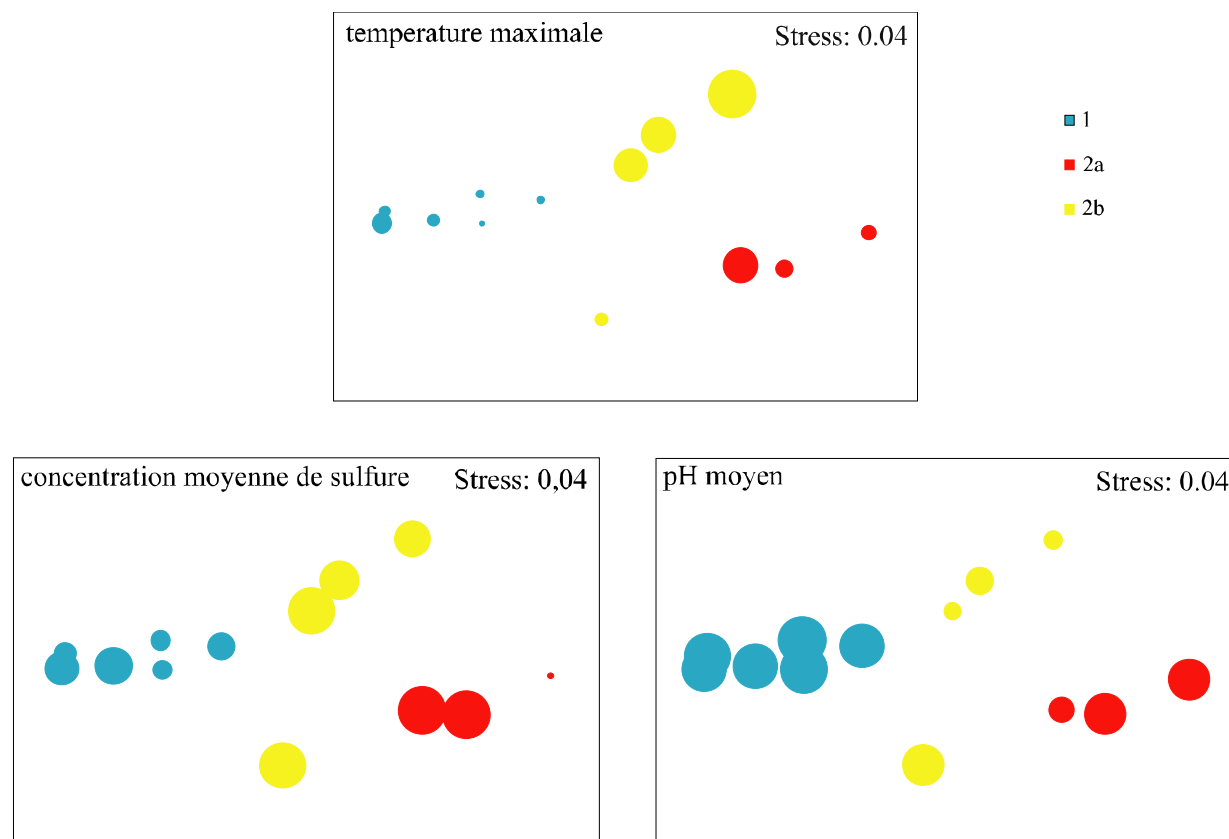 temperature maximale
Stress: 0.04
1
2a
2b
concentration moyenne de sulfure
Stress: 0,04
pH moyen
Stress: 0.04